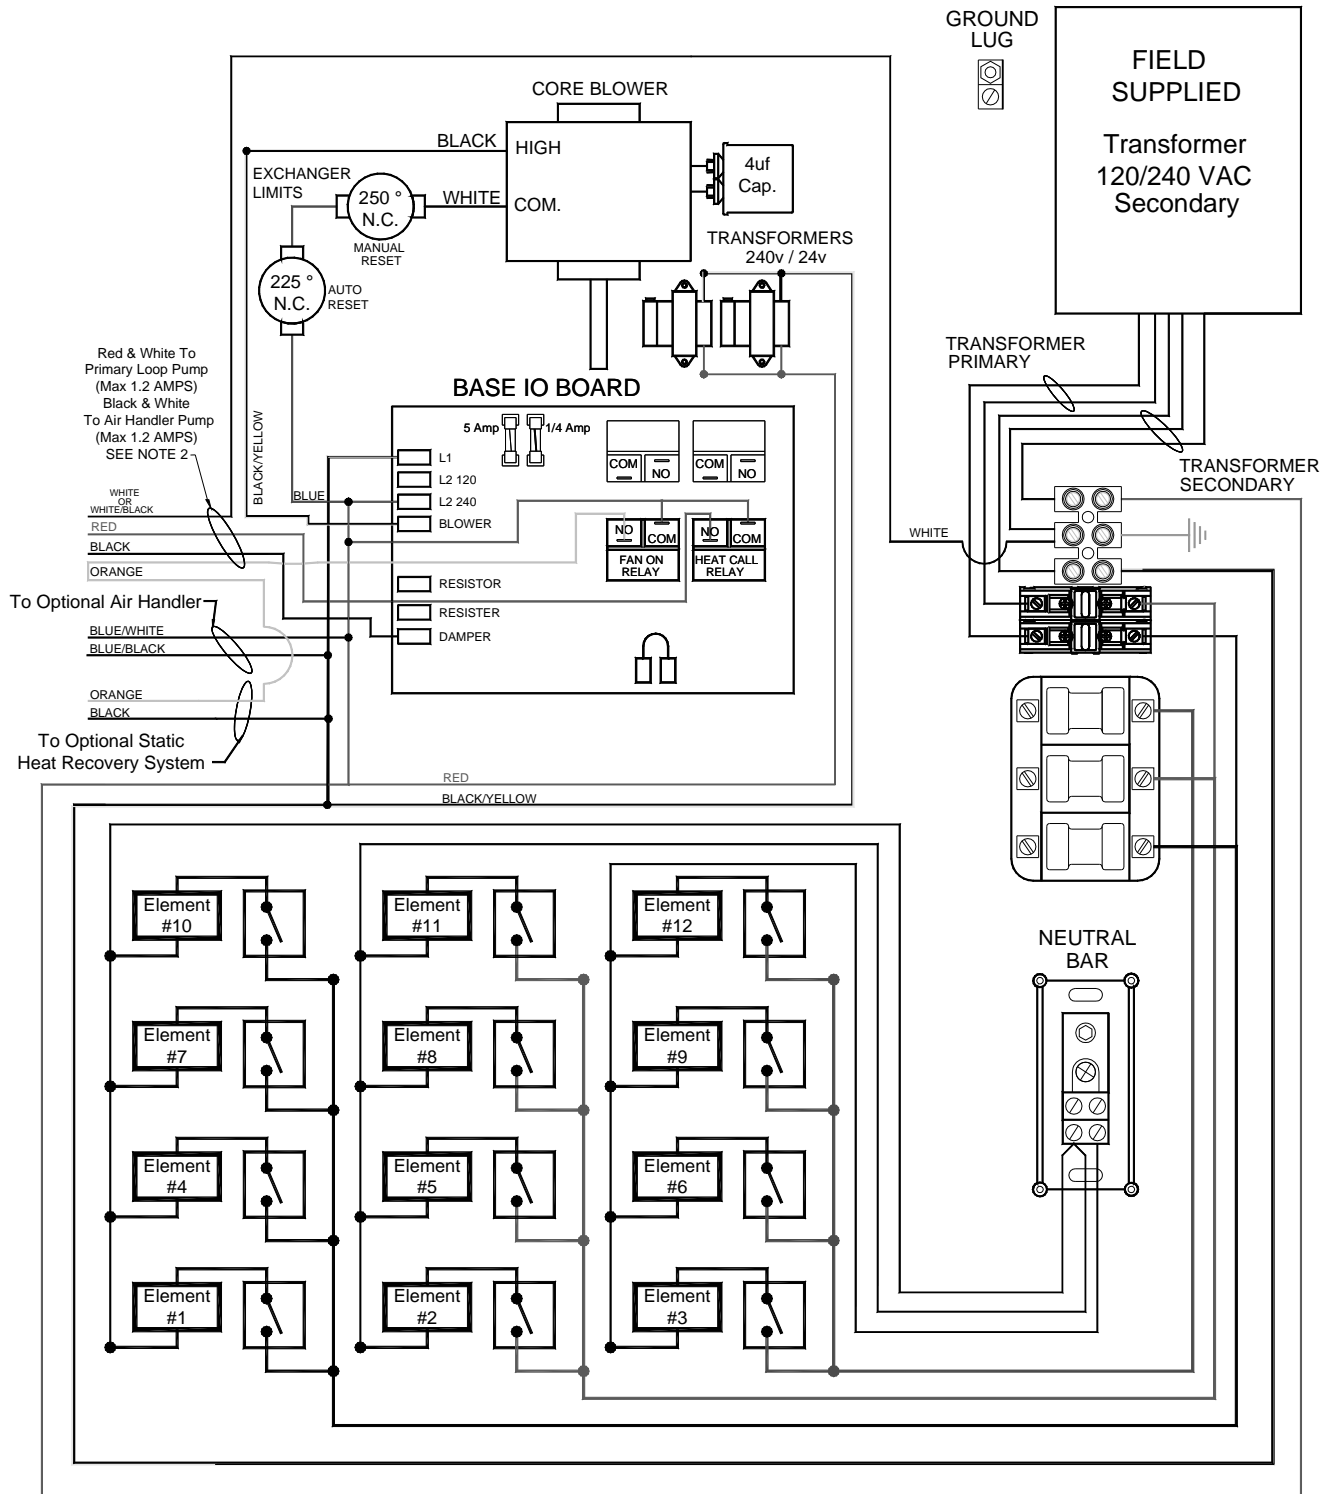 GROUND
LUG
FIELD
SUPPLIED
Transformer
120/240 VAC
Secondary
CORE BLOWER
BLACK
HIGH
EXCHANGER
LIMITS
250 °
N.C.
WHITE
COM.
4uf
Cap.
MANUAL
RESET
TRANSFORMERS
240v / 24v
225 °
N.C.
AUTO
RESET
TRANSFORMER
PRIMARY
Red & White To
Primary Loop Pump
(Max 1.2 AMPS)
Black & White
To Air Handler Pump
(Max 1.2 AMPS)
SEE NOTE 2
BASE IO BOARD
5 Amp
1/4 Amp
BLACK/YELLOW
L1
L2 120
L2 240
BLOWER
COM
NO
COM
NO
TRANSFORMER
SECONDARY
WHITE
OR
WHITE/BLACK
BLUE
RED
BLACK
ORANGE
NO
COM
NO
COM
FAN ON
RELAY
HEAT CALL
RELAY
WHITE
RESISTOR
RESISTER
DAMPER
To Optional Air Handler
BLUE/WHITE
BLUE/BLACK
ORANGE
BLACK
To Optional Static
Heat Recovery System
RED
BLACK/YELLOW
Element
#10
Element
#11
Element
#12
NEUTRAL
BAR
Element
#7
Element
#8
Element
#9
Element
#4
Element
#5
Element
#6
Element
#1
Element
#2
Element
#3